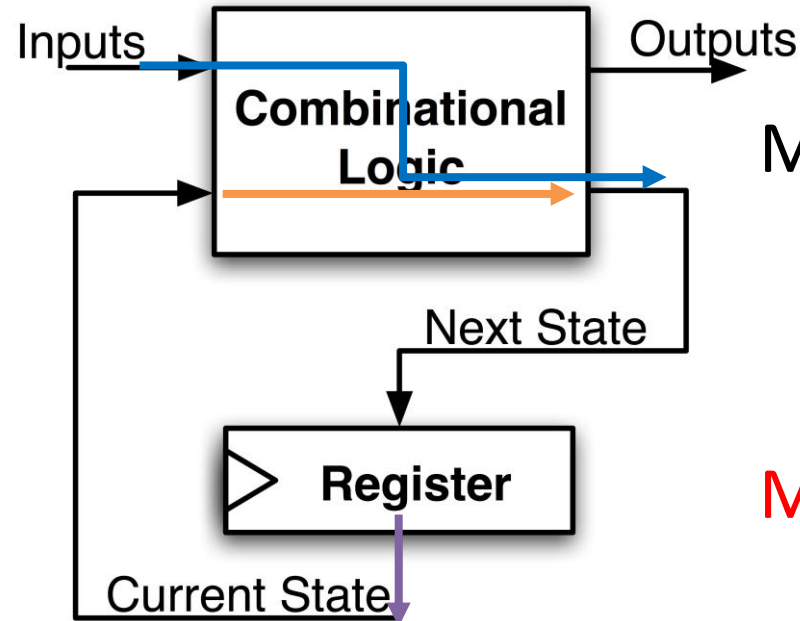 Inputs
Outputs
Combinational
Logic
M
Next State
Register
M
Current State